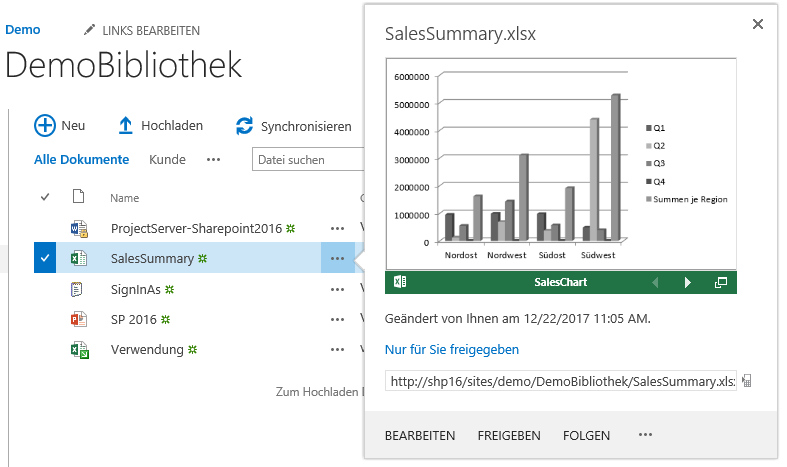 Demo
LINKS BEARBEITEN
DemoBibliothek
Neu
Hochladen
Synchronisieren
Alle Dokumente
Kunde
...
Datei suchen
Name
ProjectServer-Sharepoint2016
...
SalesSummary
...
SignInAs
...
SP 2016
...
Verwendung
...
Zum Hochladen
SalesSummary.xlsx
6000000
5000000
4000000
3000000
2000000
1000000
0
Nordost Nordwest Südost Südwest
Q1
Q2
Q3
Q4
Summen je Region
SalesChart
Geändert von Ihnen am 12/22/2017 11:05 AM.
Nur für Sie freigegeben
http://shp16/sites/demo/DemoBibliothek/SalesSummary.xls
BEARBEITEN FREIGEBEN FOLGEN ...